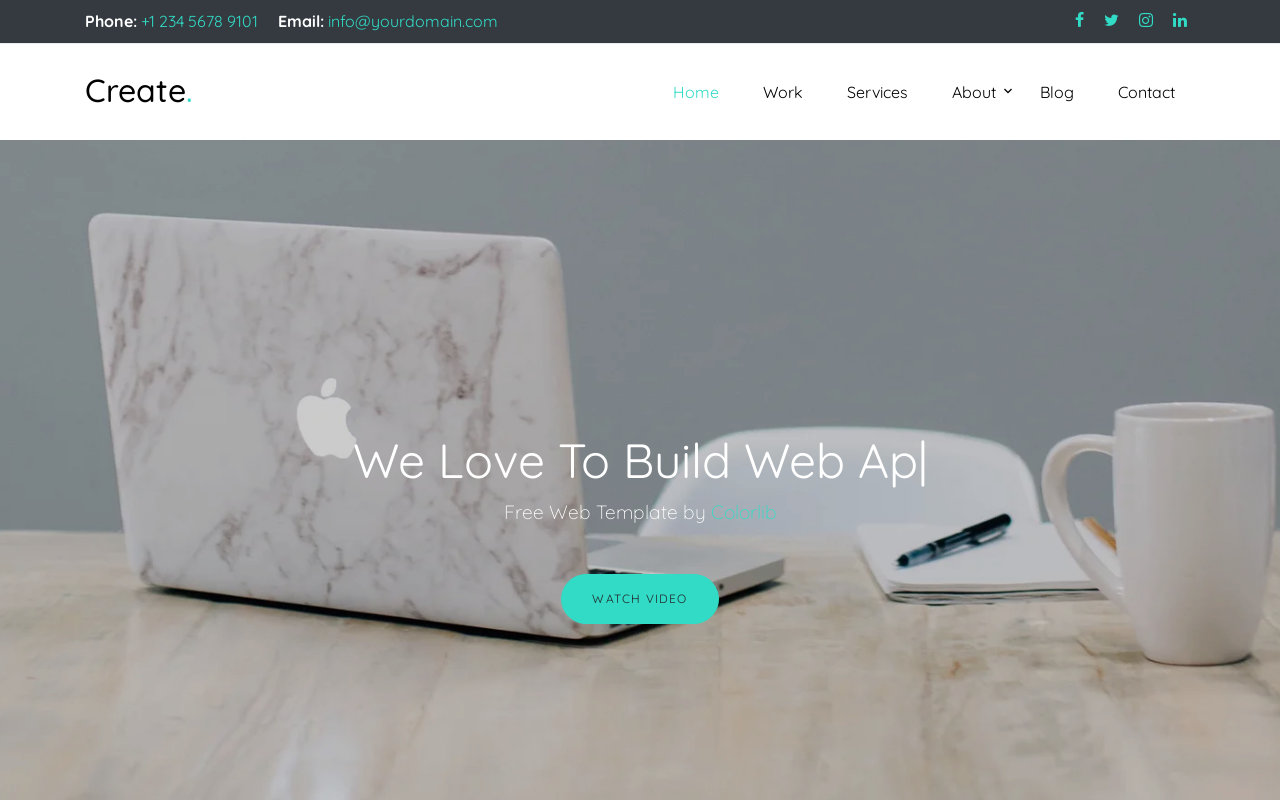 Phone: +1 234 5678 9101 Email: info@yourdomain.com
Create.
Home Work Services About Blog Contact
We Love To Build Web Ap|
Free Web Template by Colorlib
WATCH VIDEO